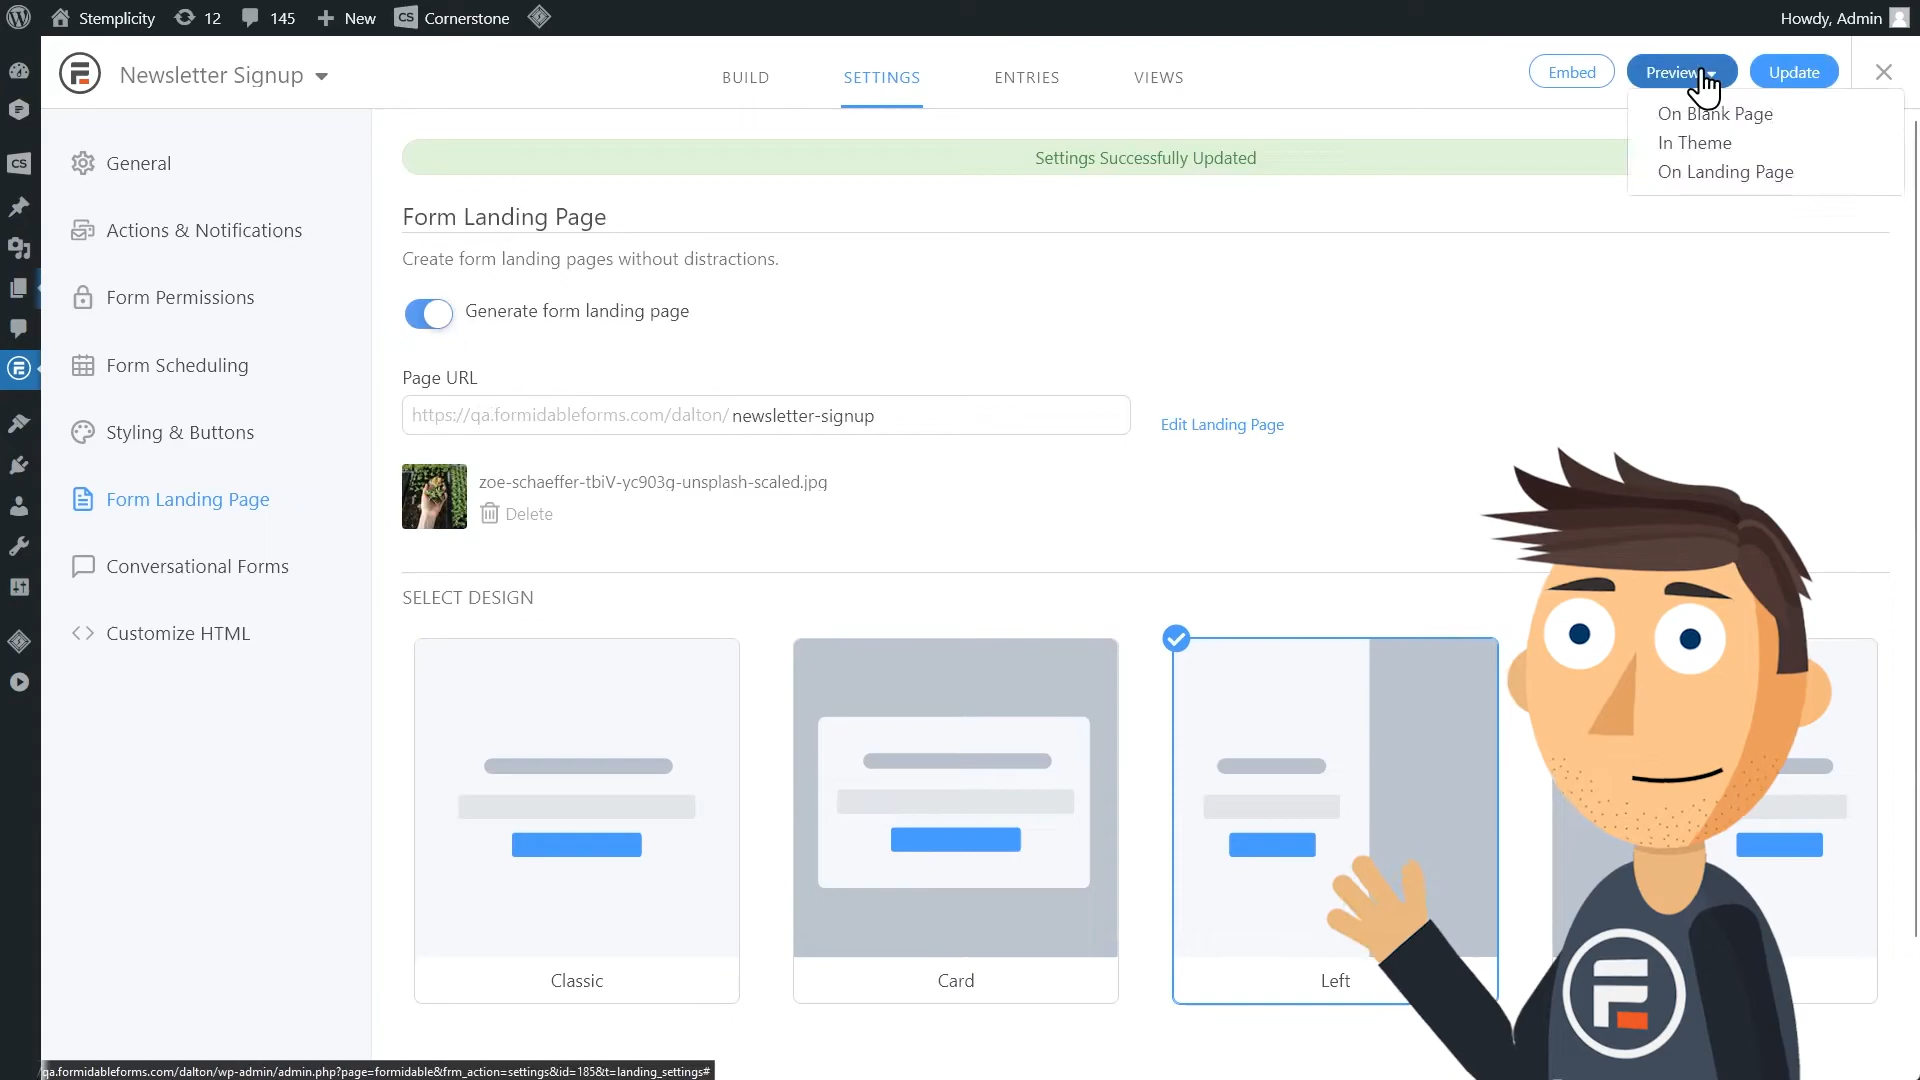 Stemplicity 12 145 New CS Cornerstone Howdy, Admin
Newsletter Signup BUILD SETTINGS ENTRIES VIEWS Embed Preview Update
On Blank Page
In Theme
On Landing Page
CS
General
Actions & Notifications
Form Permissions
Form Scheduling
Styling & Buttons
Form Landing Page
Conversational Forms
Customize HTML
Settings Successfully Updated
Form Landing Page
Create form landing pages without distractions.
Generate form landing page
Page URL
https://qa.formidableforms.com/dalton/ newsletter-signup Edit Landing Page
zoe-schaeffer-tbiV-yc903g-unsplash-scaled.jpg
Delete
SELECT DESIGN
Classic Card Left
/qa.formidableforms.com/dalton/wp-admin/admin.php?page=formidable&frm_action=settings&id=185&t=landing_settings#